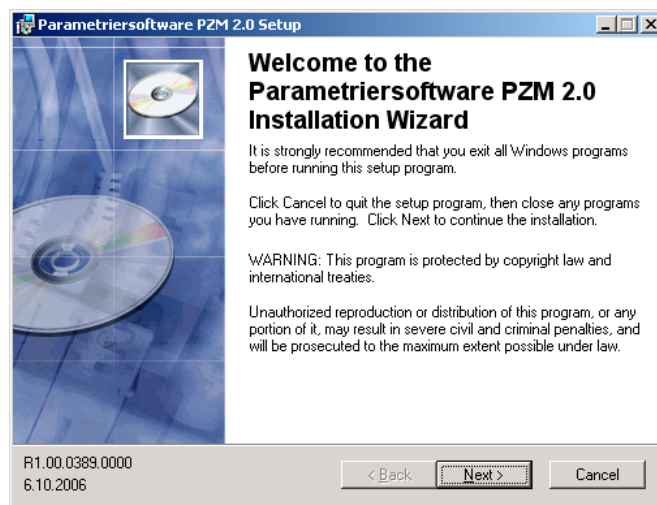 Parametriersoftware PZM 2.0 Setup
Welcome to the
Parametriersoftware PZM 2.0
Installation Wizard
It is strongly recommended that you exit all Windows programs
before running this setup program.
Click Cancel to quit the setup program, then close any programs
you have running. Click Next to continue the installation.
WARNING: This program is protected by copyright law and
international treaties.
Unauthorized reproduction or distribution of this program, or any
portion of it, may result in severe civil and criminal penalties, and
will be prosecuted to the maximum extent possible under law.
R1.00.0389.0000
6.10.2006
< Back
Next >
Cancel